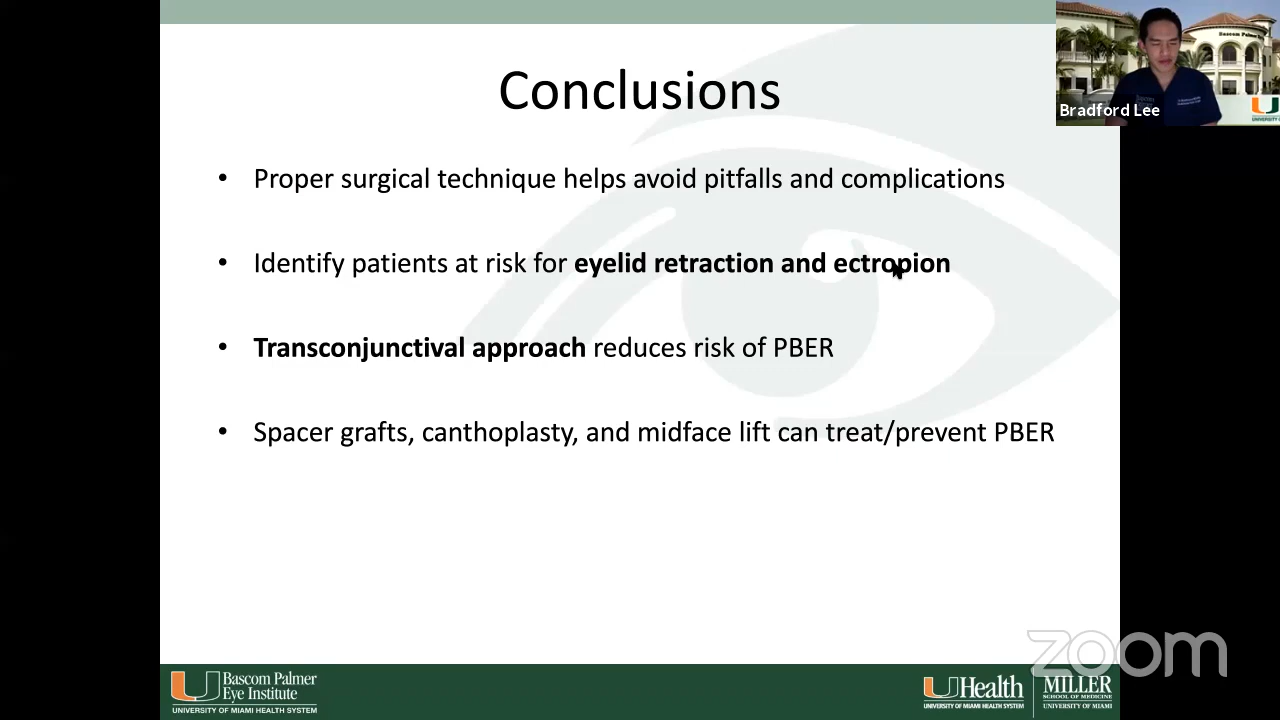 Conclusions
Bascom Palmer
Bradford Lee
• Proper surgical technique helps avoid pitfalls and complications
• Identify patients at risk for eyelid retraction and ectropion
• Transconjunctival approach reduces risk of PBER
• Spacer grafts, canthoplasty, and midface lift can treat/prevent PBER
zoom
Bascom Palmer
Eye Institute
UNIVERSITY OF MIAMI HEALTH SYSTEM
UHealth
UNIVERSITY OF MIAMI HEALTH SYSTEM
MILLER
SCHOOL OF MEDICINE
UNIVERSITY OF MIAMI